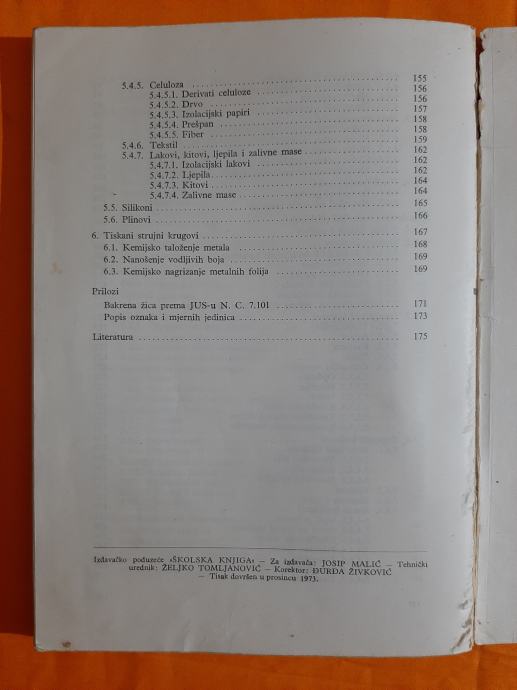 5.4.5. Celuloza 155
5.4.5.1. Derivati celuloze 156
5.4.5.2. Drvo 156
5.4.5.3. Izolacijski papiri 157
5.4.5.4. Prešpan 158
5.4.5.5. Fiber 158
5.4.6. Tekstil 159
5.4.7. Lakovi, kitovi, ljepila i zalivne mase 162
5.4.7.1. Izolacijski lakovi 162
5.4.7.2. Ljepila 162
5.4.7.3. Kitovi 164
5.4.7.4. Zalivne mase 164
5.5. Silikoni 165
5.6. Plinovi 166
6. Tiskani strujni krugovi 167
6.1. Kemijsko taloženje metala 168
6.2. Nanošenje vodljivih boja 169
6.3. Kemijsko nagrizanje metalnih folija 169
Prilozi
Bakrena žica prema JUS-u N. C. 7.101 171
Popis oznaka i mjernih jedinica 173
Literatura 175
Izdavačko poduzeće »ŠKOLSKA KNJIGA« — Za izdavača: JOSIP MALIĆ — Tehnički
urednik: ŽELJKO TOMLJANOVIĆ — Korektor: ĐURĐA ŽIVKOVIĆ
— Tisak dovršen u prosincu 1973.